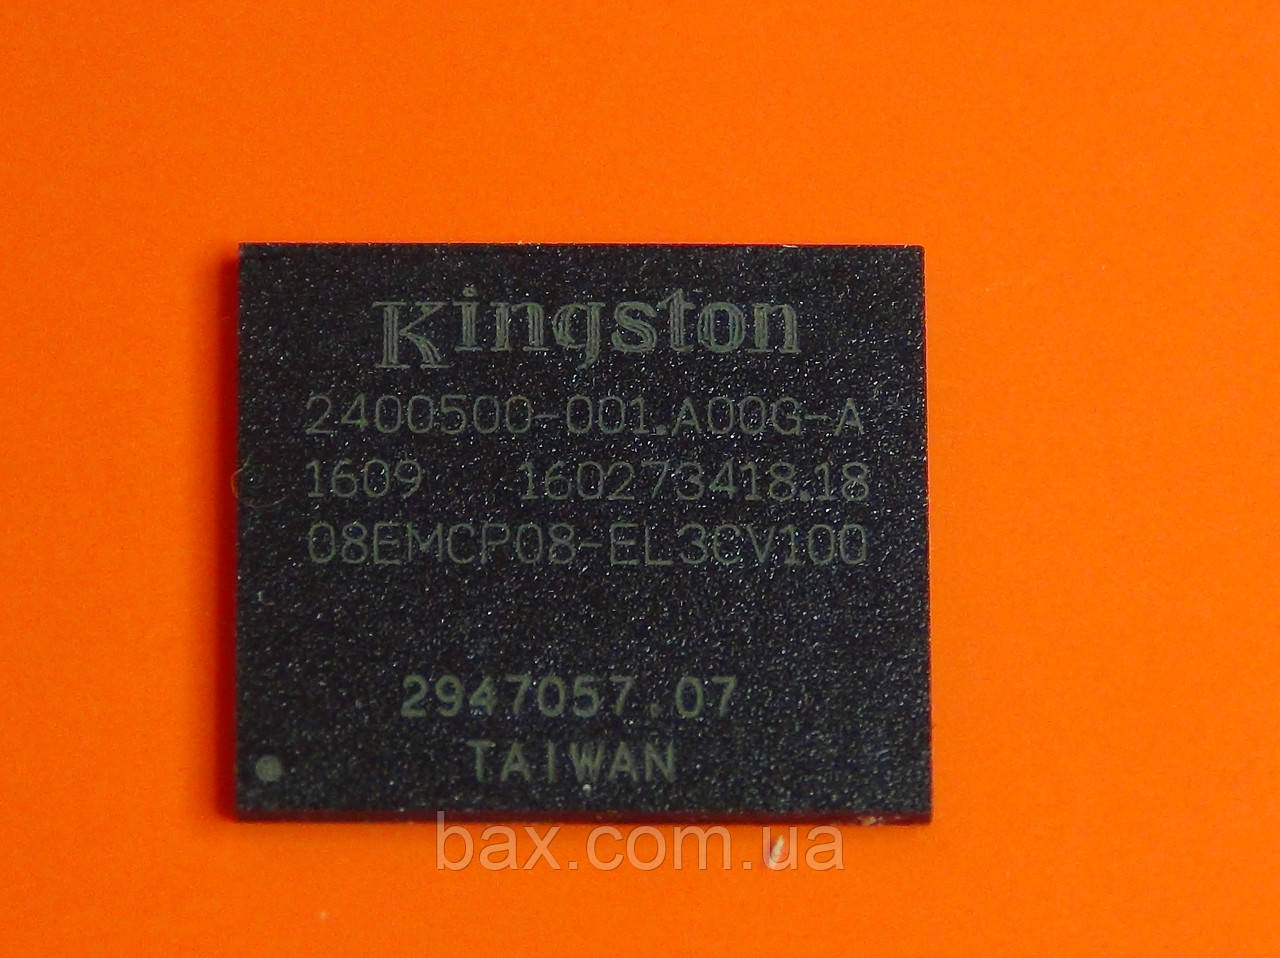 Kingston
2400500-001.A00G-A
1609 160273418.18
08EMCP08-EL3CV100
2947057.07
TAIWAN
bax.com.ua